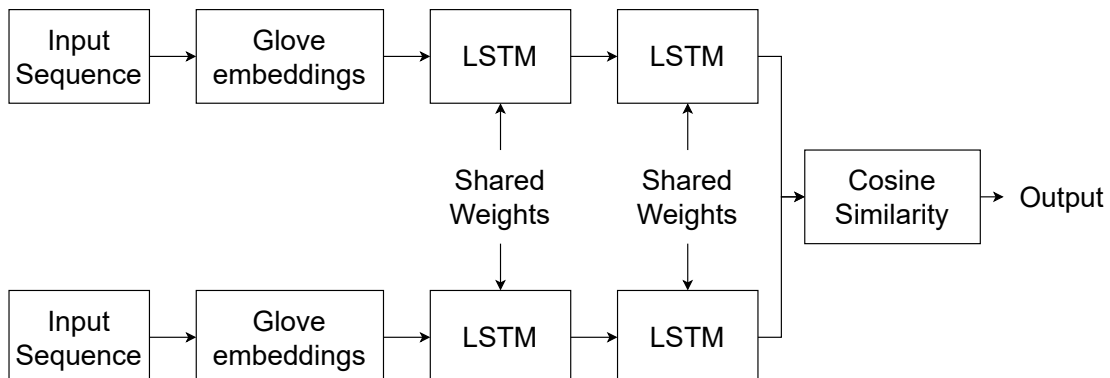 Input
Sequence
Glove
embeddings
LSTM
LSTM
Shared
Weights
Shared
Weights
Cosine
Similarity
Output
Input
Sequence
Glove
embeddings
LSTM
LSTM